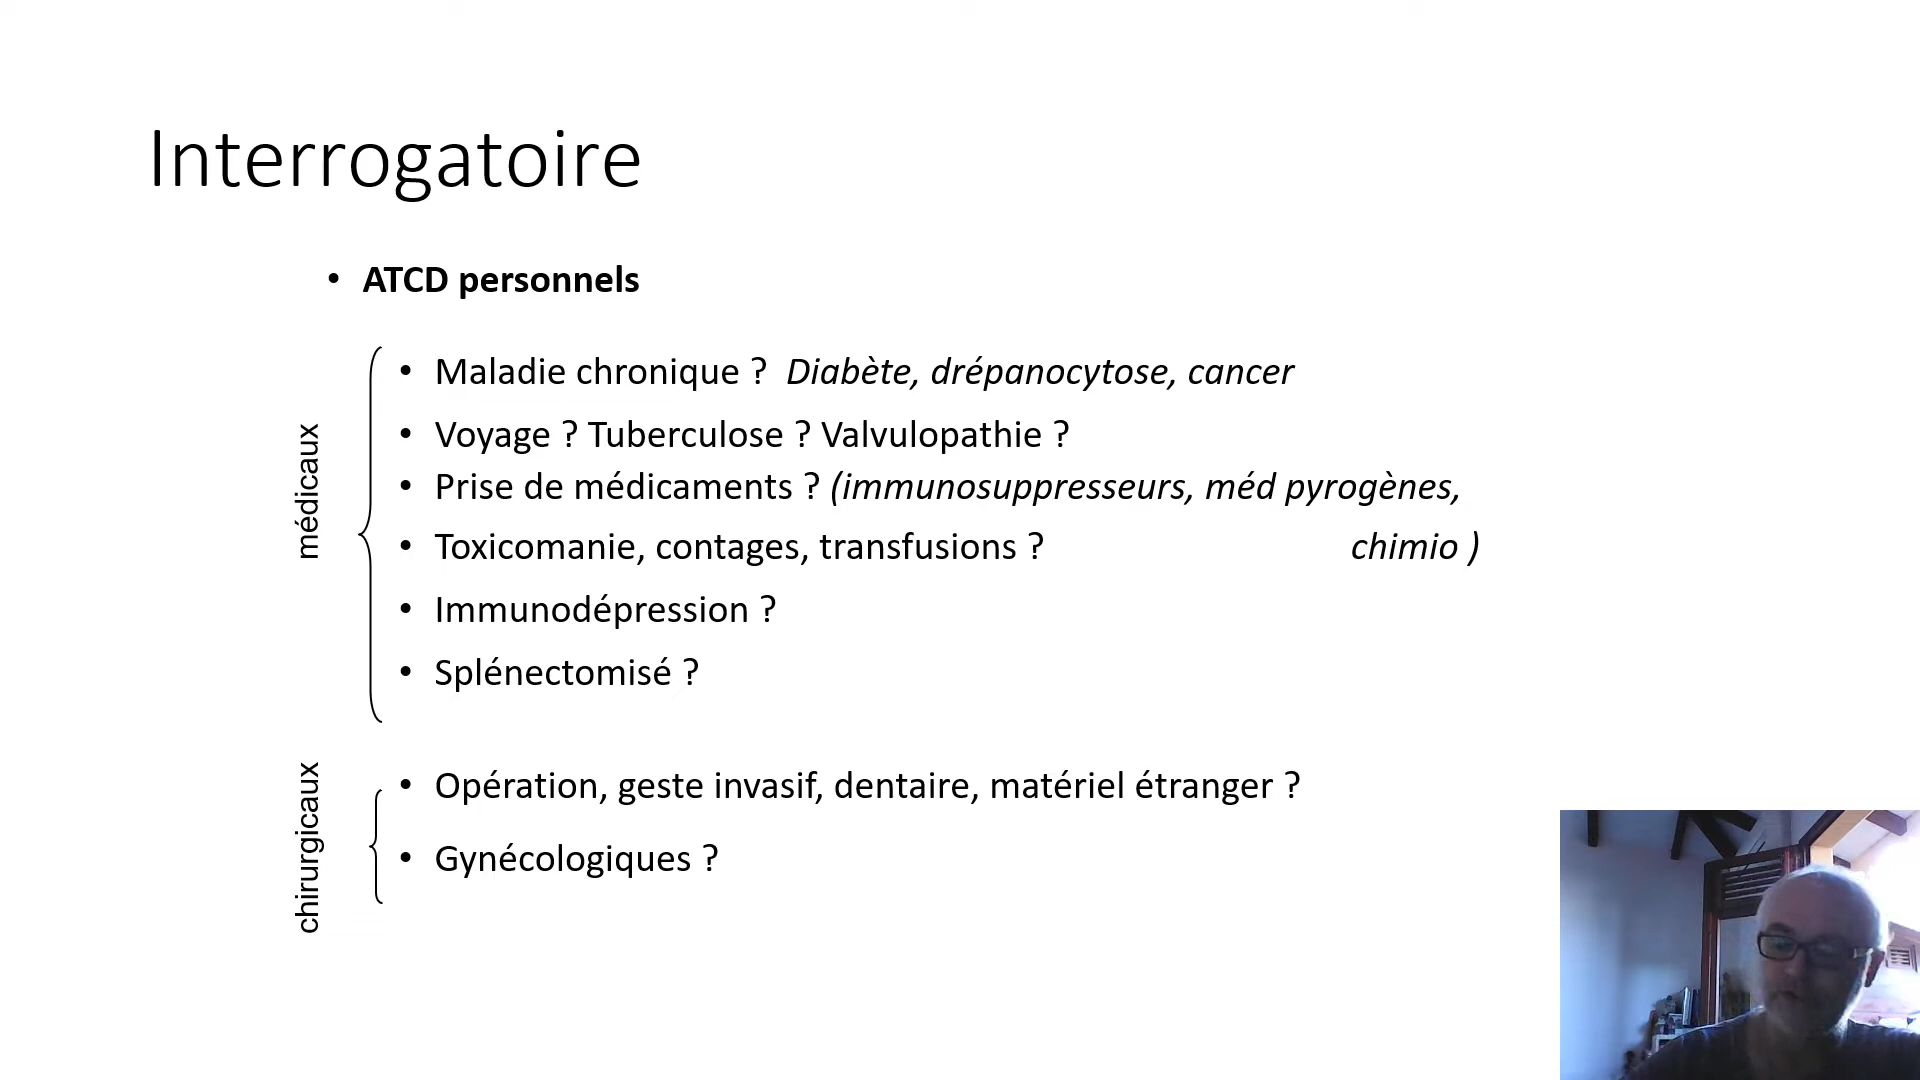 Interrogatoire
• ATCD personnels
médicaux
• Maladie chronique ? Diabète, drépanocytose, cancer
• Voyage ? Tuberculose ? Valvulopathie ?
• Prise de médicaments ? (immunosuppresseurs, méd pyrogènes,
• Toxicomanie, contages, transfusions ? chimio )
• Immunodépression ?
• Splénectomisé ?
chirurgicaux
• Opération, geste invasif, dentaire, matériel étranger ?
• Gynécologiques ?